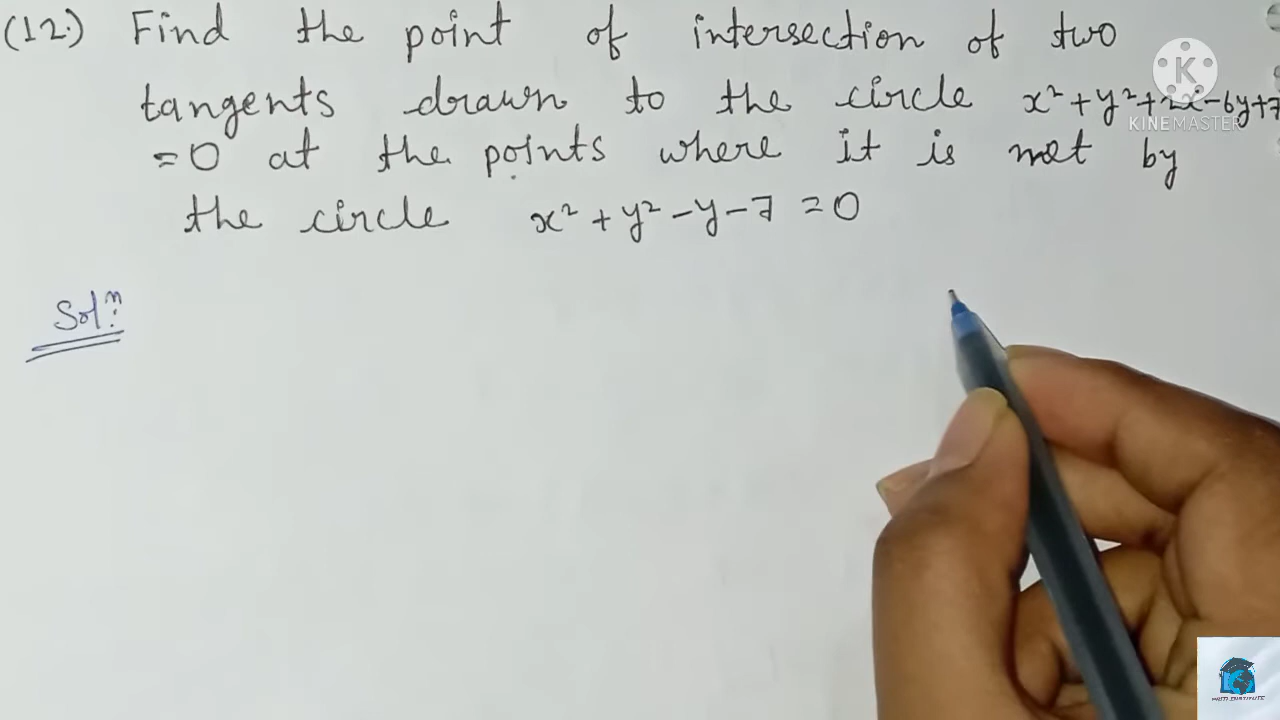 (12.) Find the point of intersection of two
tangents drawn to the circle x² + y² + 2x - 6y + 7
= 0 at the points where it is met by
the circle x² + y² - y - 7 = 0
Solⁿ:
K
KINEMASTER